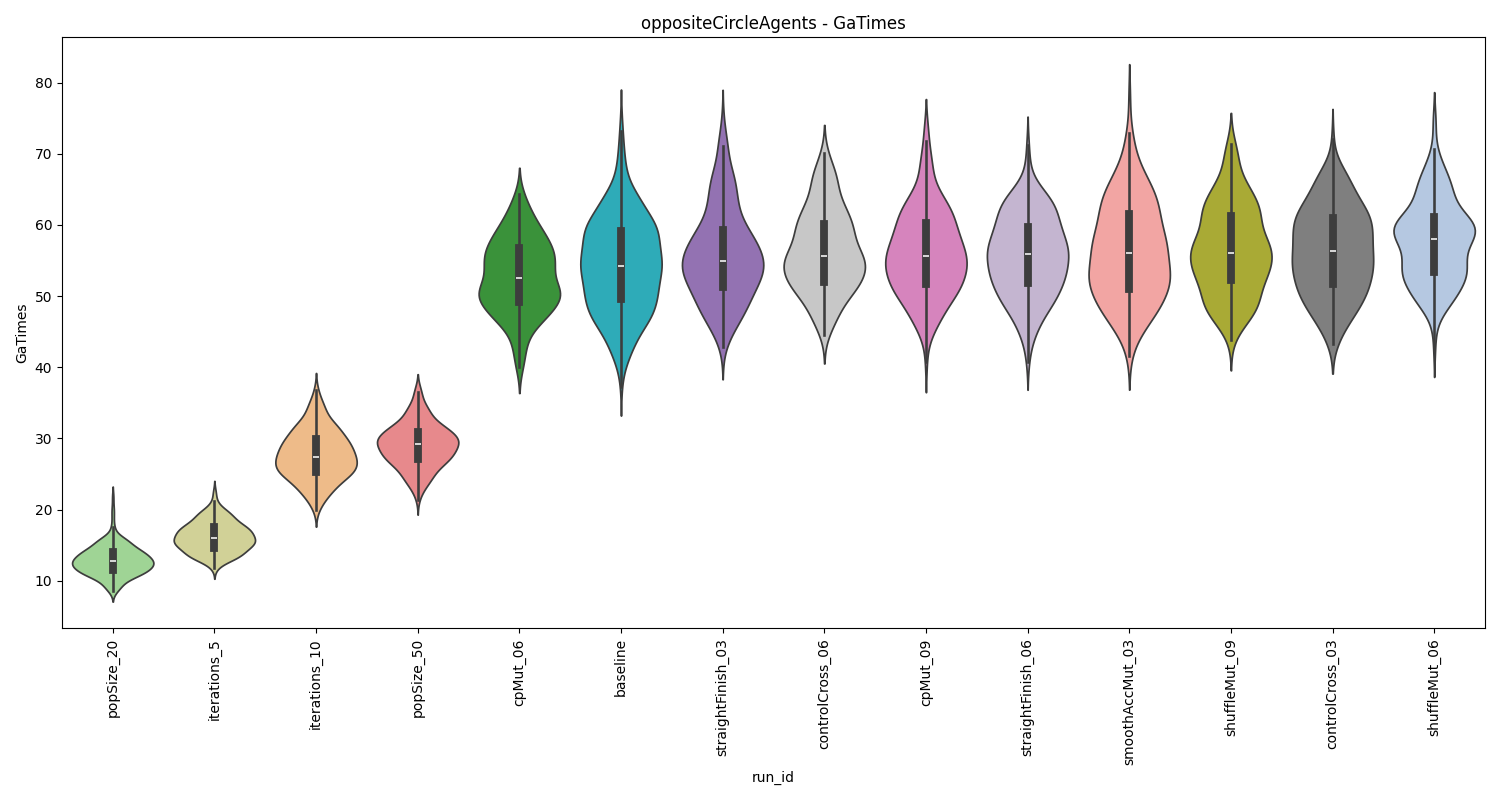 oppositeCircleAgents - GaTimes
GaTimes
80
70
60
50
40
30
20
10
popSize_20
iterations_5
iterations_10
popSize_50
cpMut_06
baseline
straightFinish_03
controlCross_06
cpMut_09
straightFinish_06
smoothAccMut_03
shuffleMut_09
controlCross_03
shuffleMut_06
run_id